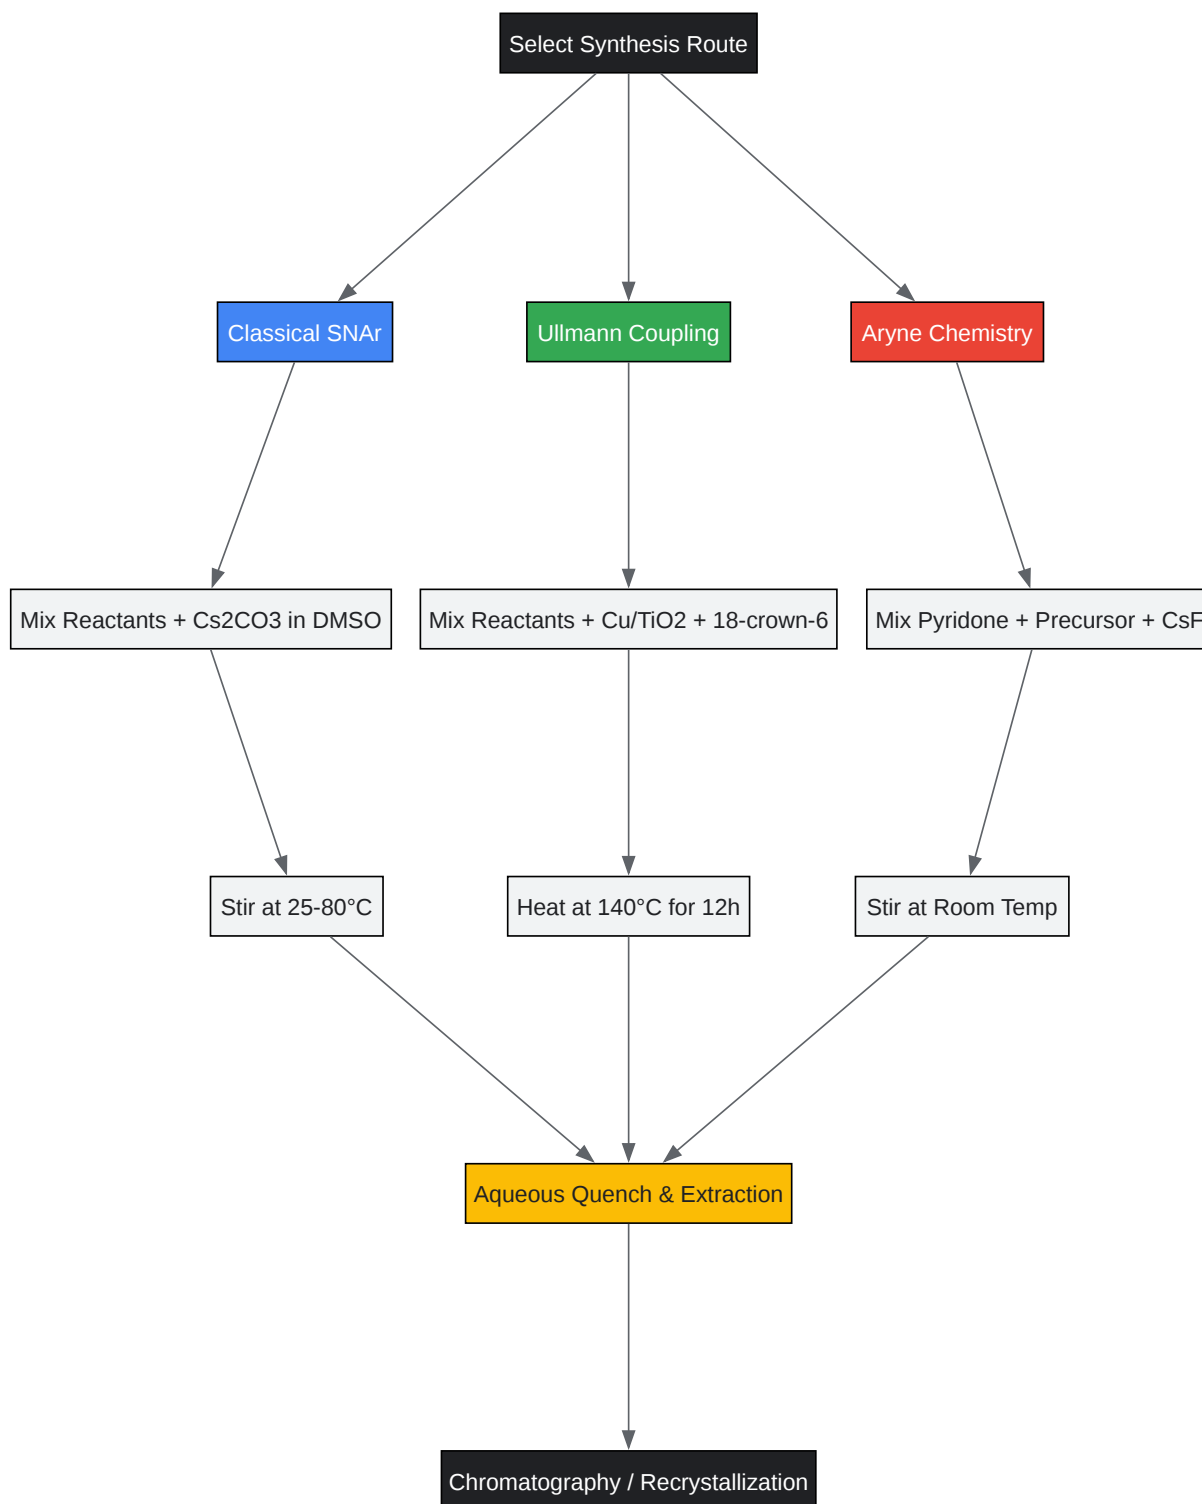 Select Synthesis Route
Classical SNAr
Ullmann Coupling
Aryne Chemistry
Mix Reactants + Cs2CO3 in DMSO
Mix Reactants + Cu/TiO2 + 18-crown-6
Mix Pyridone + Precursor + CsF
Stir at 25-80°C
Heat at 140°C for 12h
Stir at Room Temp
Aqueous Quench & Extraction
Chromatography / Recrystallization